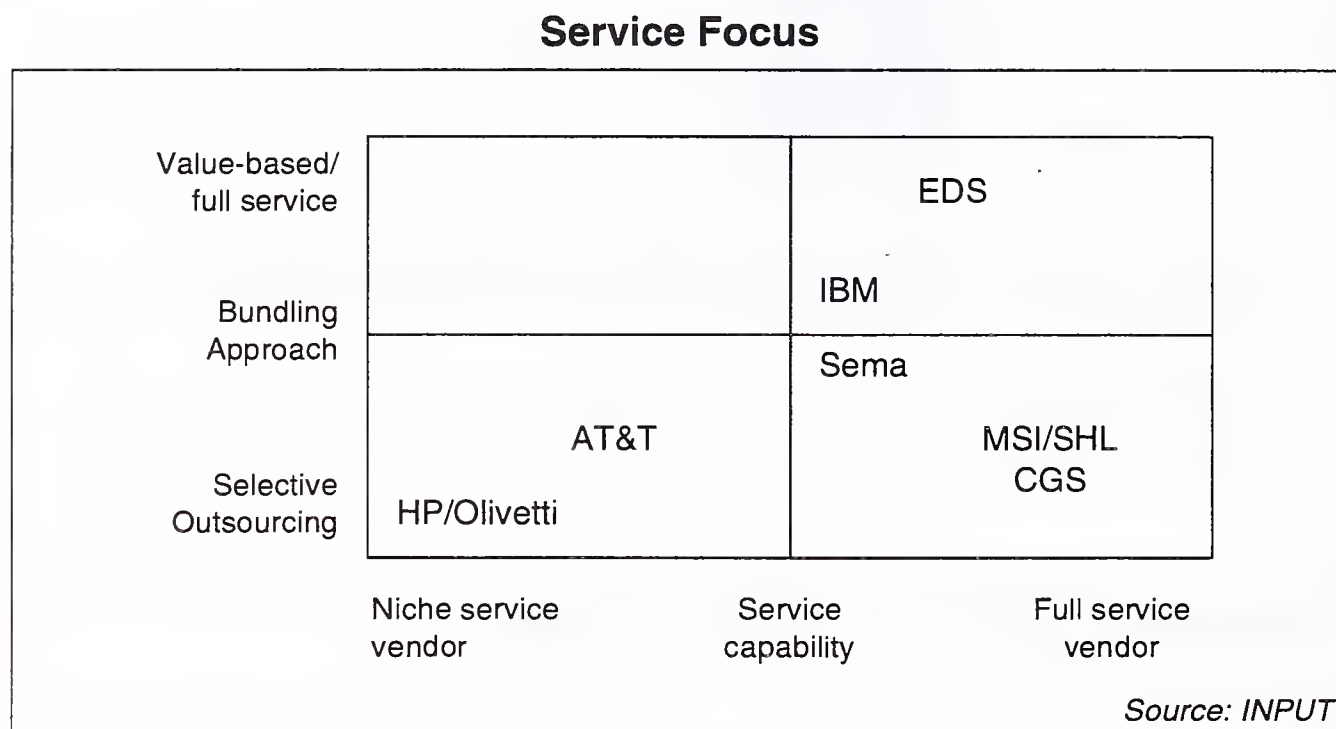 Service Focus
Value-based/
full service
EDS
IBM
Bundling
Approach
Sema
AT&T
MSI/SHL
CGS
Selective
Outsourcing
HP/Olivetti
Niche service
vendor
Service
capability
Full service
vendor
Source: INPUT